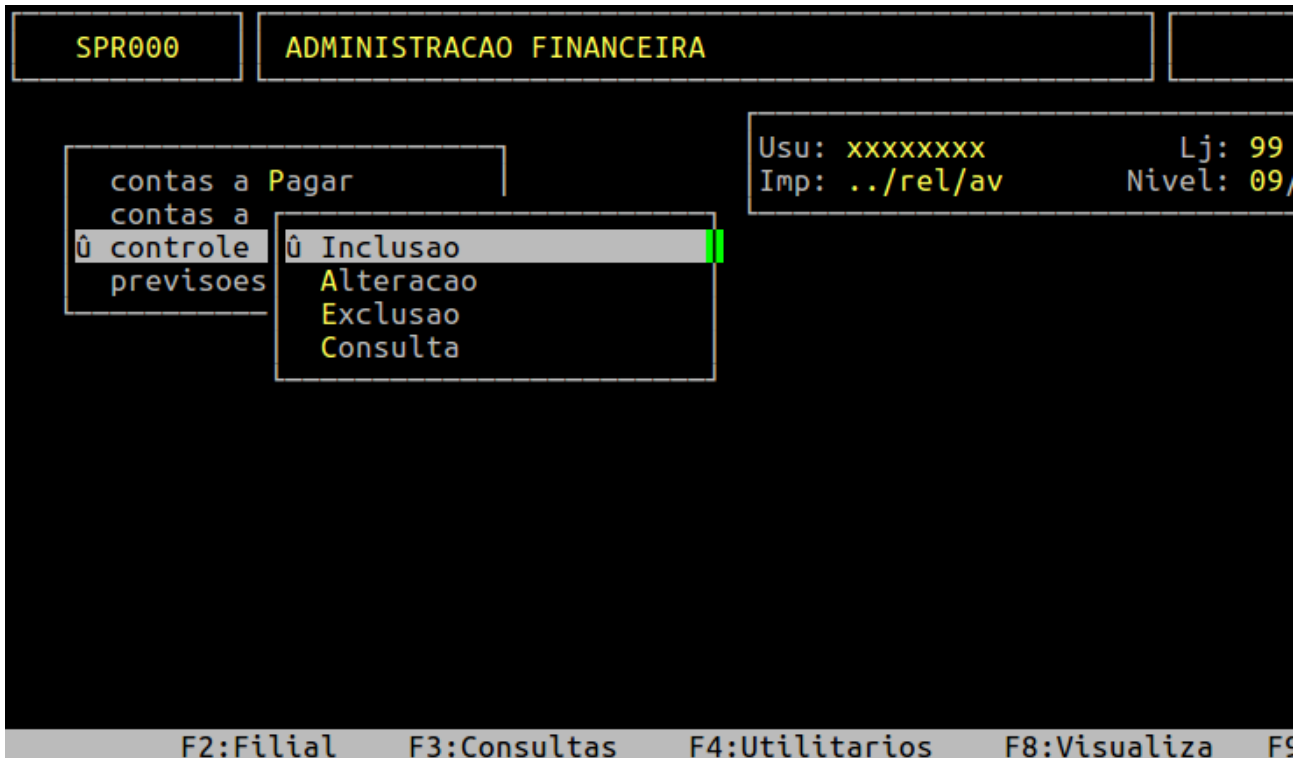 SPR000 ADMINISTRACAO FINANCEIRA
Usu: xxxxxxxx Lj: 99
Imp: ../rel/av Nivel: 09/
contas a Pagar
contas a
û controle
previsoes
û Inclusao
Alteracao
Exclusao
Consulta
F2:Filial F3:Consultas F4:Utilitarios F8:Visualiza F9